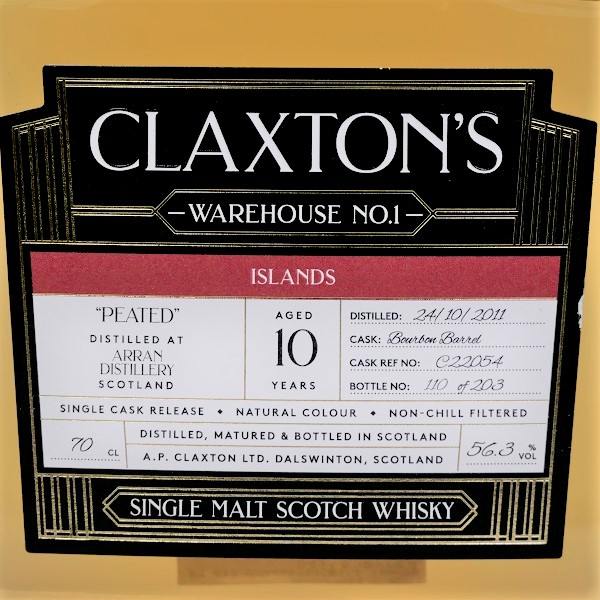 CLAXTON'S
WAREHOUSE NO.1
ISLANDS
"PEATED"
DISTILLED AT
ARRAN
DISTILLERY
SCOTLAND
AGED
10
YEARS
DISTILLED: 24/10/2011
CASK: Bourbon Barrel
CASK REF NO: C22054
BOTTLE NO: 110 of 203
SINGLE CASK RELEASE ◆ NATURAL COLOUR ◆ NON-CHILL FILTERED
70 CL
DISTILLED, MATURED & BOTTLED IN SCOTLAND
A.P. CLAXTON LTD. DALSWINTON, SCOTLAND
56.3 % VOL
SINGLE MALT SCOTCH WHISKY